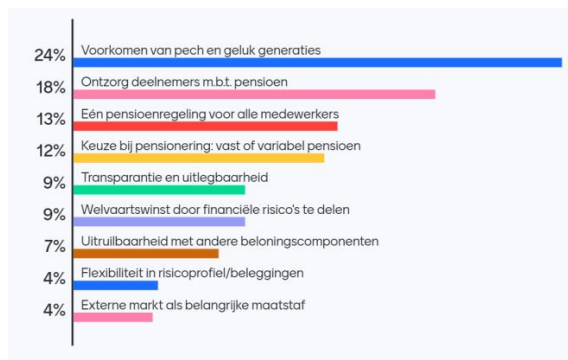 24% Voorkomen van pech en geluk generaties
18% Ontzorg deelnemers m.b.t. pensioen
13% Eén pensioenregeling voor alle medewerkers
12% Keuze bij pensionering: vast of variabel pensioen
9% Transparantie en uitlegbaarheid
9% Welvaartswinst door financiële risico's te delen
7% Uitruilbaarheid met andere beloningscomponenten
4% Flexibiliteit in risicoprofiel/beleggingen
4% Externe markt als belangrijke maatstaf